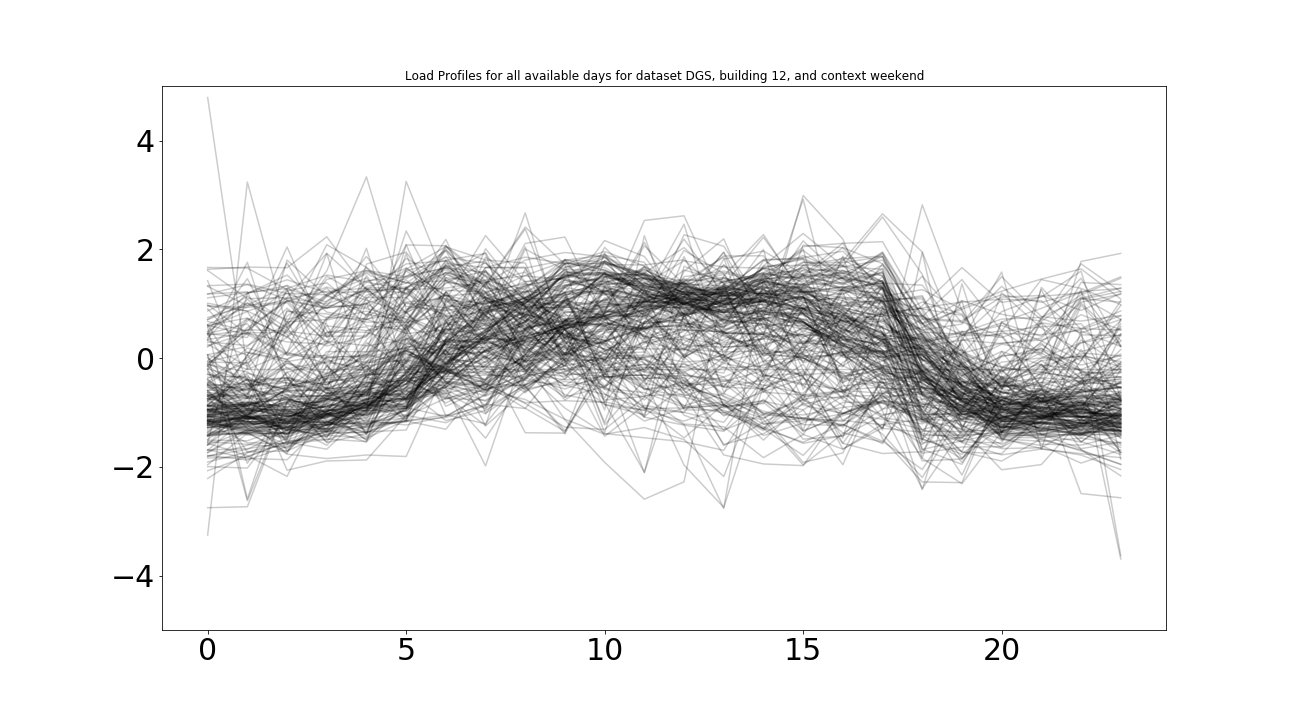 Load Profiles for all available days for dataset DGS, building 12, and context weekend
4
2
0
−2
−4
0 5 10 15 20